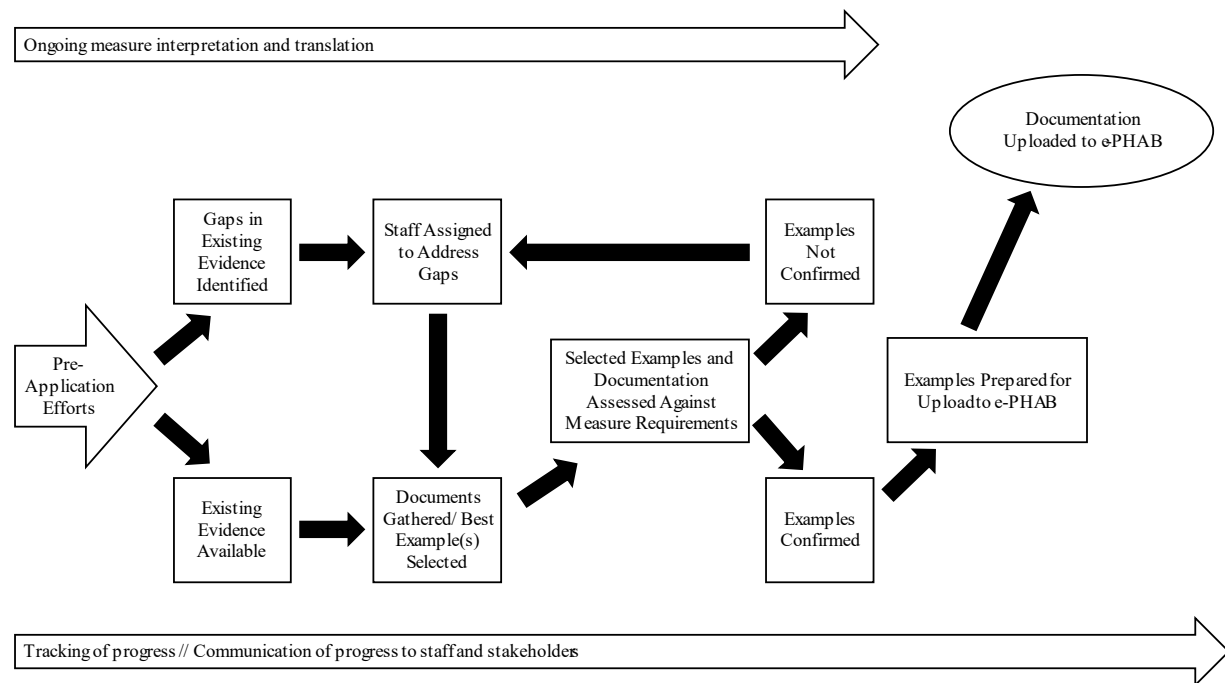 Ongoing measure interpretation and translation
Documentation
Uploaded to e-PHAB
Gaps in
Existing
Evidence
Identified
Staff Assigned
to Address
Gaps
Examples
Not
Confirmed
Pre-
Application
Efforts
Selected Examples and
Documentation
Assessed Against
Measure Requirements
Examples Prepared for
Upload to e-PHAB
Existing
Evidence
Available
Documents
Gathered/ Best
Example(s)
Selected
Examples
Confirmed
Tracking of progress // Communication of progress to staff and stakeholders